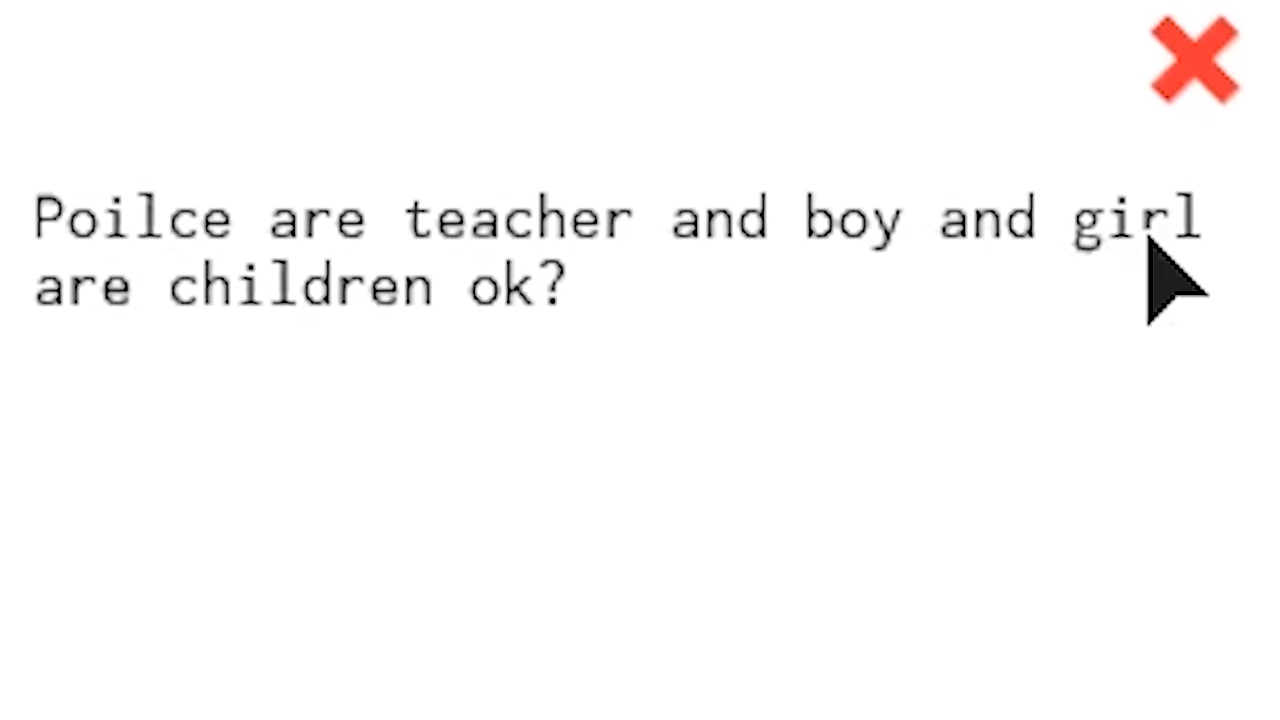 Poilce are teacher and boy and girl
are children ok?